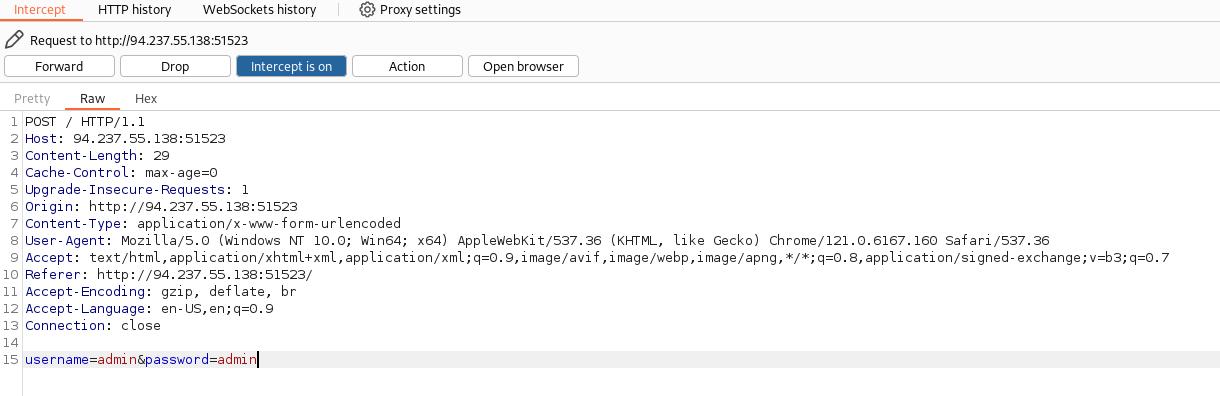 Intercept HTTP history WebSockets history Proxy settings
Request to http://94.237.55.138:51523
Forward Drop Intercept is on Action Open browser
Pretty Raw Hex
1 POST / HTTP/1.1
2 Host: 94.237.55.138:51523
3 Content-Length: 29
4 Cache-Control: max-age=0
5 Upgrade-Insecure-Requests: 1
6 Origin: http://94.237.55.138:51523
7 Content-Type: application/x-www-form-urlencoded
8 User-Agent: Mozilla/5.0 (Windows NT 10.0; Win64; x64) AppleWebKit/537.36 (KHTML, like Gecko) Chrome/121.0.6167.160 Safari/537.36
9 Accept: text/html,application/xhtml+xml,application/xml;q=0.9,image/avif,image/webp,image/apng,*/*;q=0.8,application/signed-exchange;v=b3;q=0.7
10 Referer: http://94.237.55.138:51523/
11 Accept-Encoding: gzip, deflate, br
12 Accept-Language: en-US,en;q=0.9
13 Connection: close
14
15 username=admin&password=admin